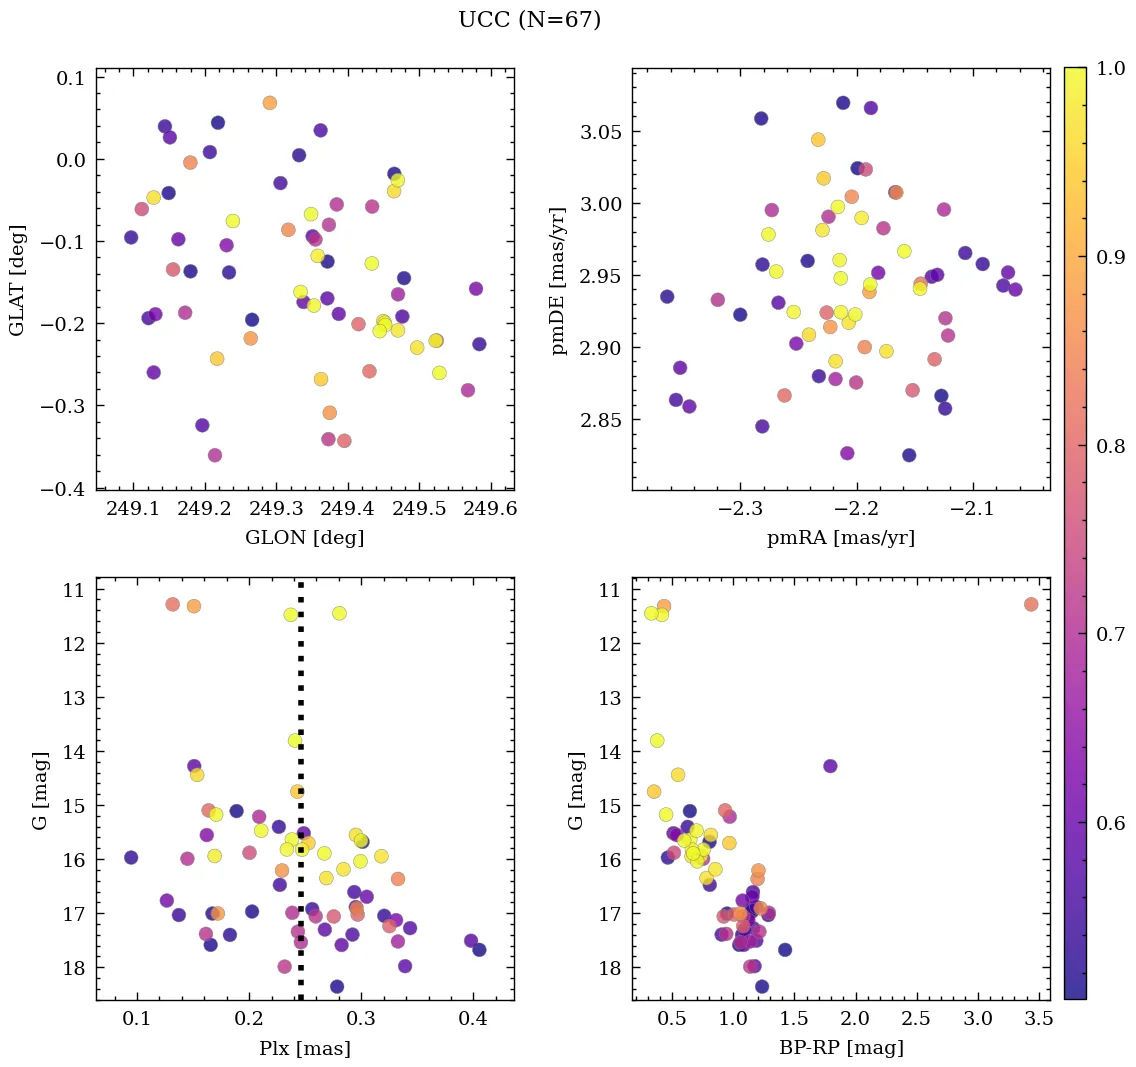 UCC (N=67)
0.1
0.0
−0.1
−0.2
−0.3
−0.4
GLAT [deg]
249.1 249.2 249.3 249.4 249.5 249.6
GLON [deg]
3.05
3.00
2.95
2.90
2.85
pmDE [mas/yr]
−2.3 −2.2 −2.1
pmRA [mas/yr]
11
12
13
14
15
16
17
18
G [mag]
0.1 0.2 0.3 0.4
Plx [mas]
11
12
13
14
15
16
17
18
G [mag]
0.5 1.0 1.5 2.0 2.5 3.0 3.5
BP-RP [mag]
1.0
0.9
0.8
0.7
0.6